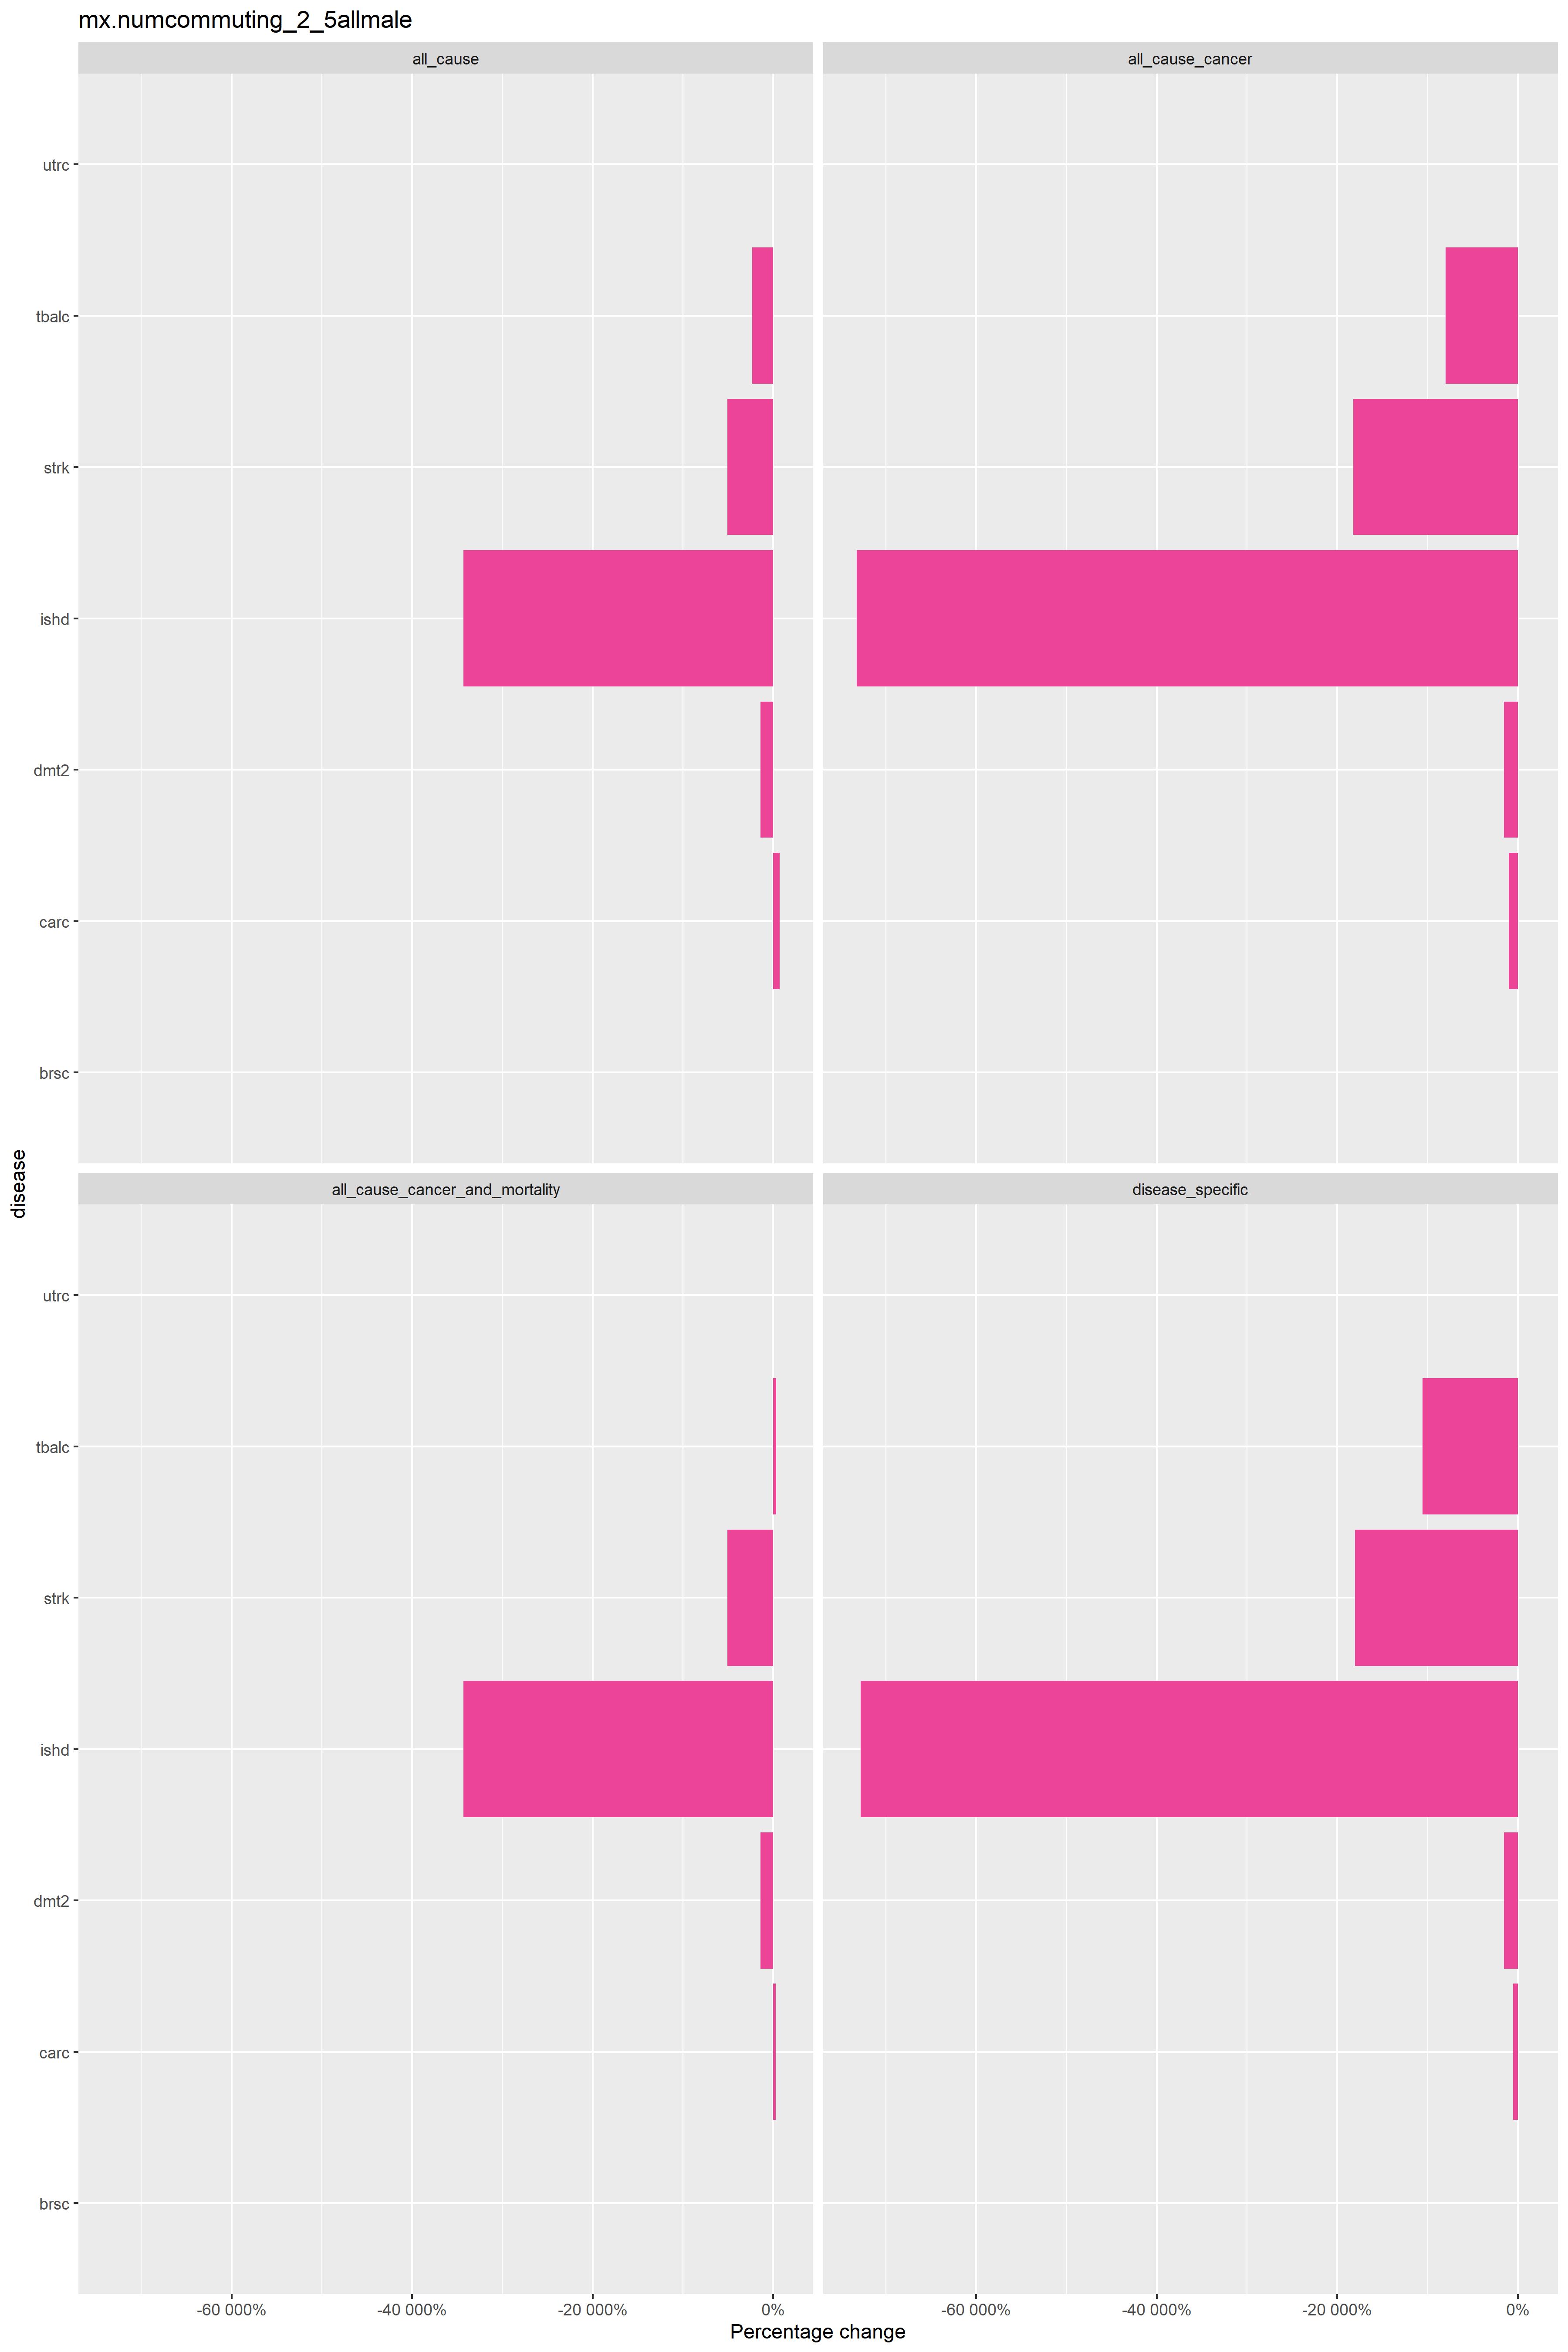 mx.numcommuting_2_5allmale
all_cause
all_cause_cancer
utrc
tbalc
strk
ishd
dmt2
carc
brsc
disease
all_cause_cancer_and_mortality
disease_specific
utrc
tbalc
strk
ishd
dmt2
carc
brsc
-60 000% -40 000% -20 000% 0%
-60 000% -40 000% -20 000% 0%
Percentage change